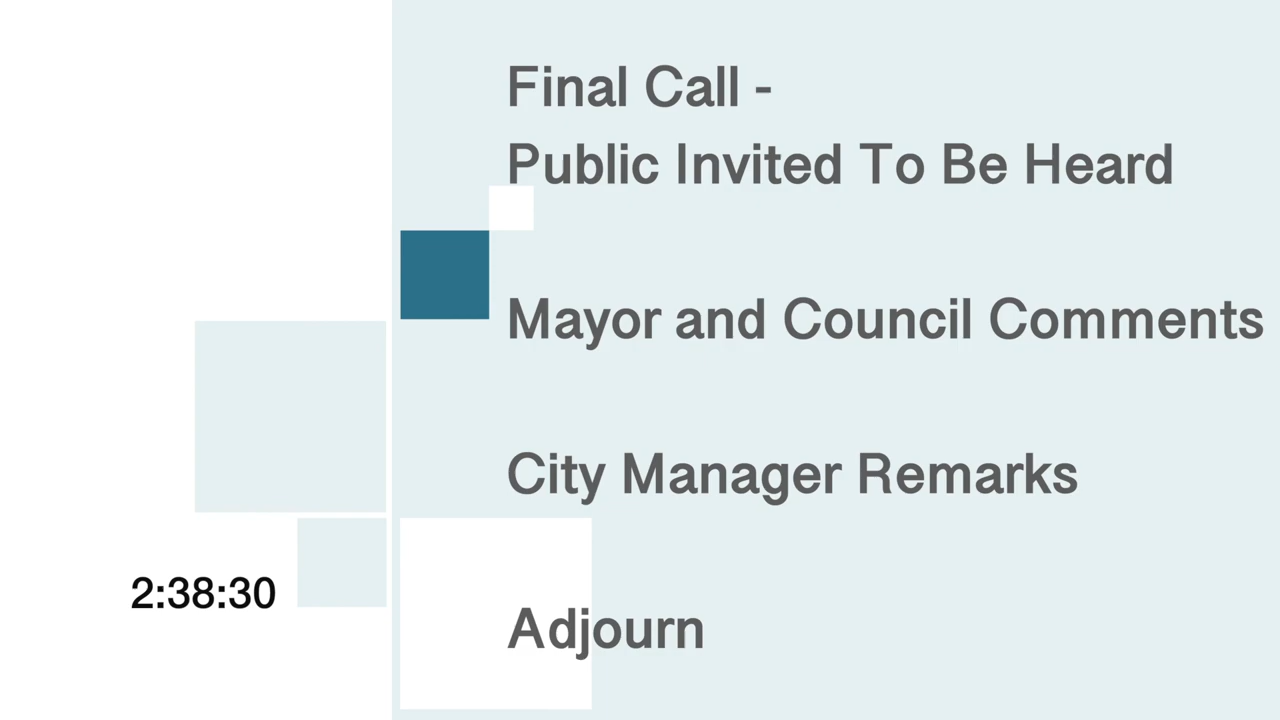 Final Call -
Public Invited To Be Heard
Mayor and Council Comments
City Manager Remarks
2:38:30
Adjourn